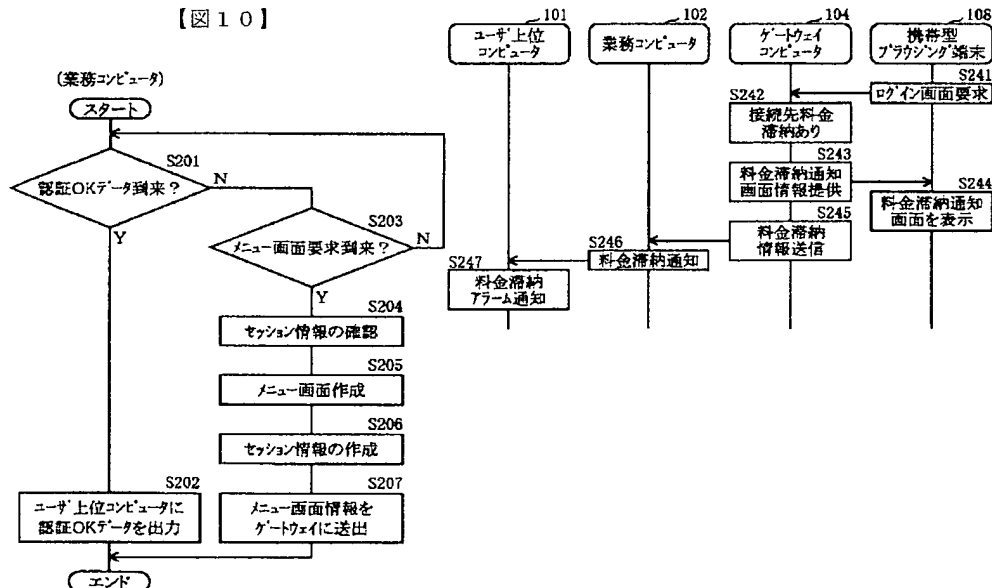 【図10】
(業務コンピュータ)
スタート
S201
認証OKデータ到来?
N
Y
S203
メニュー画面要求到来?
N
Y
S204
セッション情報の確認
S205
メニュー画面作成
S206
セッション情報の作成
S202
ユーザ上位コンピュータに
認証OKデータを出力
S207
メニュー画面情報を
ゲートウェイに送出
エンド
101
ユーザ上位
コンピュータ
102
業務コンピュータ
104
ゲートウェイ
コンピュータ
108
携帯型
ブラウジング端末
S241
ログイン画面要求
S242
接続先料金
滞納あり
S243
料金滞納通知
画面情報提供
S244
料金滞納通知
画面を表示
S245
料金滞納
情報送信
S246
料金滞納通知
S247
料金滞納
アラーム通知